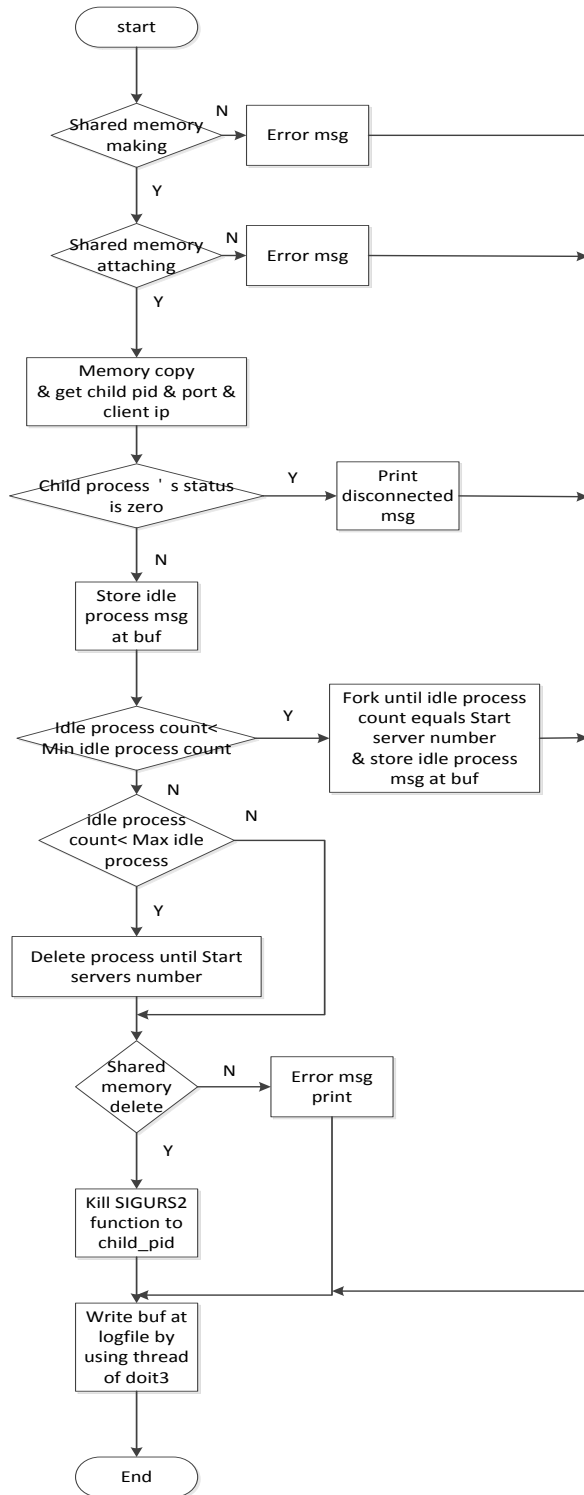 start
Shared memory
making
N
Error msg
Y
Shared memory
attaching
N
Error msg
Y
Memory copy
& get child pid & port &
client ip
Child process ' s status
is zero
Y
Print
disconnected
msg
N
Store idle
process msg
at buf
Idle process count<
Min idle process count
Y
Fork until idle process
count equals Start
server number
& store idle process
msg at buf
N
idle process
count< Max idle
process
N
Y
Delete process until Start
servers number
Shared
memory
delete
N
Error msg
print
Y
Kill SIGURS2
function to
child_pid
Write buf at
logfile by
using thread
of doit3
End